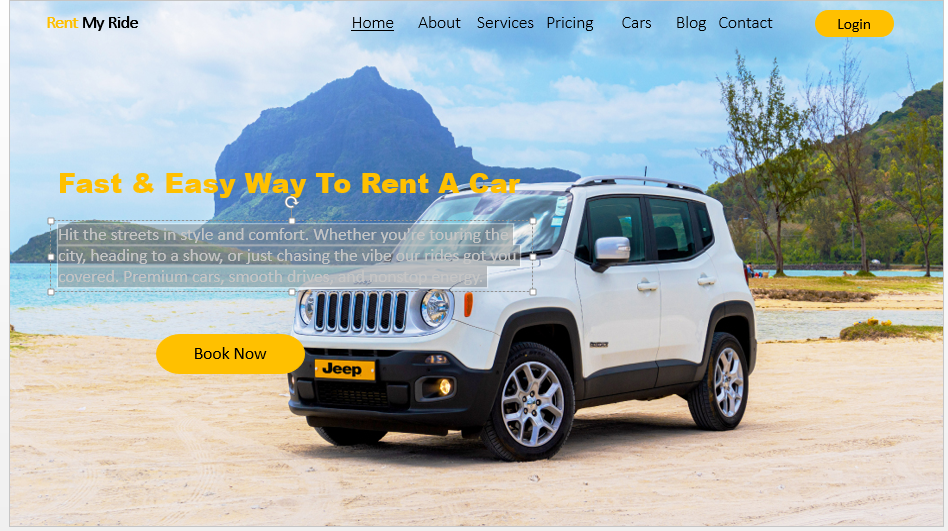 Rent My Ride
Home About Services Pricing Cars Blog Contact Login
Fast & Easy Way To Rent A Car
Hit the streets in style and comfort. Whether you're touring the
city, heading to a show, or just chasing the vibe our rides got you
covered. Premium cars, smooth drives, and nonstop energy.
Book Now
Jeep